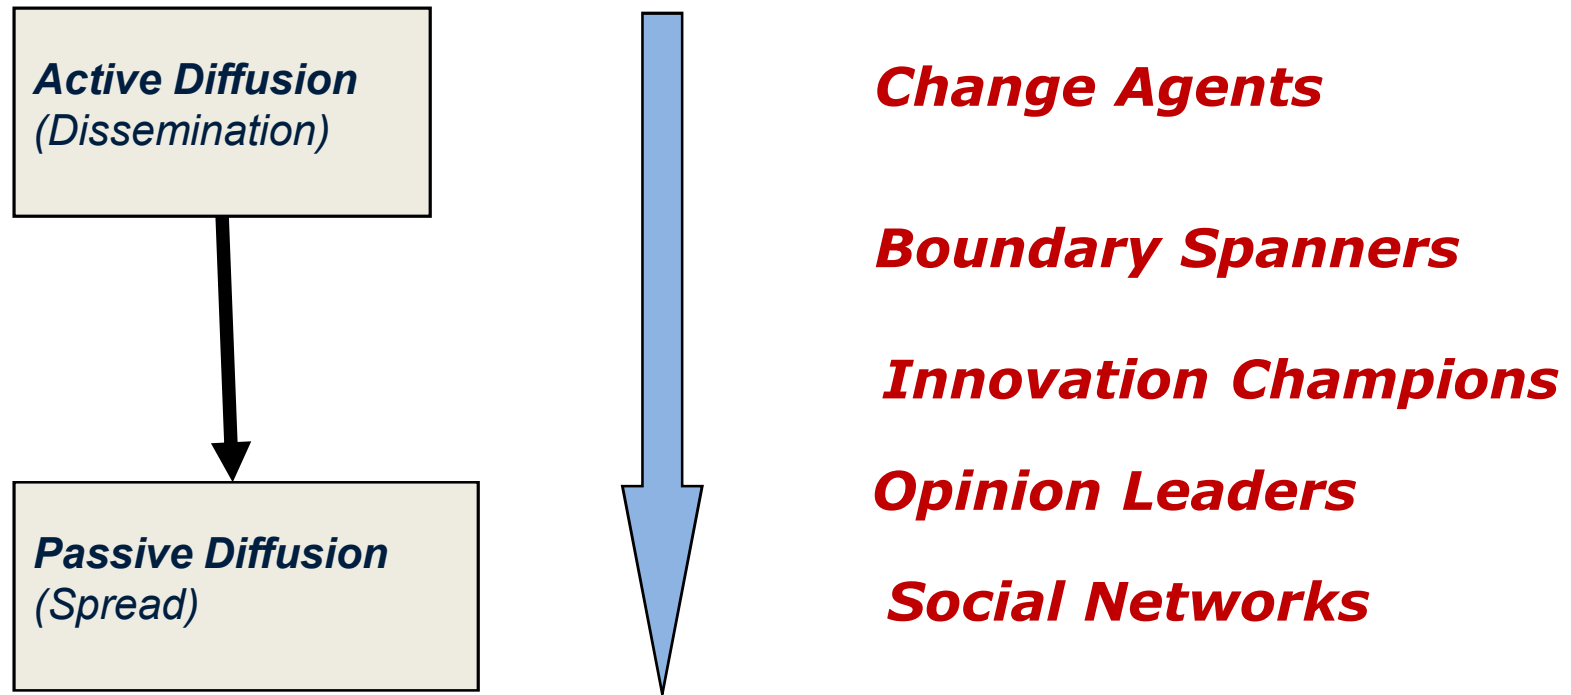 Active Diffusion
(Dissemination)
Passive Diffusion
(Spread)
Change Agents
Boundary Spanners
Innovation Champions
Opinion Leaders
Social Networks